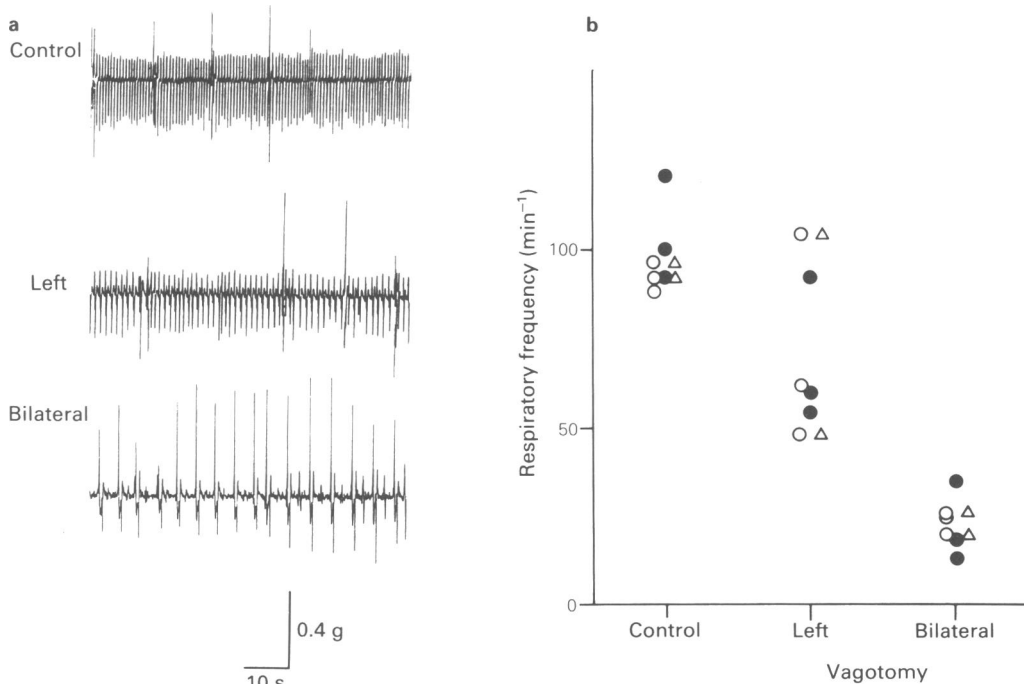 a
Control
Left
Bilateral
0.4 g
10 s
b
Respiratory frequency (min⁻¹)
100
50
0
Control Left Bilateral
Vagotomy